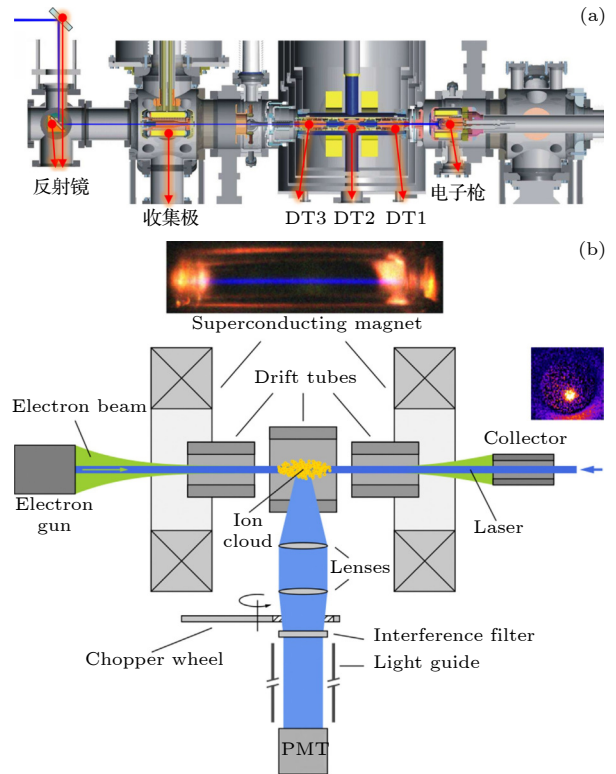 (a)
反射镜
收集极
DT3
DT2
DT1
电子枪
(b)
Superconducting magnet
Drift tubes
Electron beam
Collector
Electron
gun
Ion
cloud
Laser
Lenses
Chopper wheel
Interference filter
Light guide
PMT